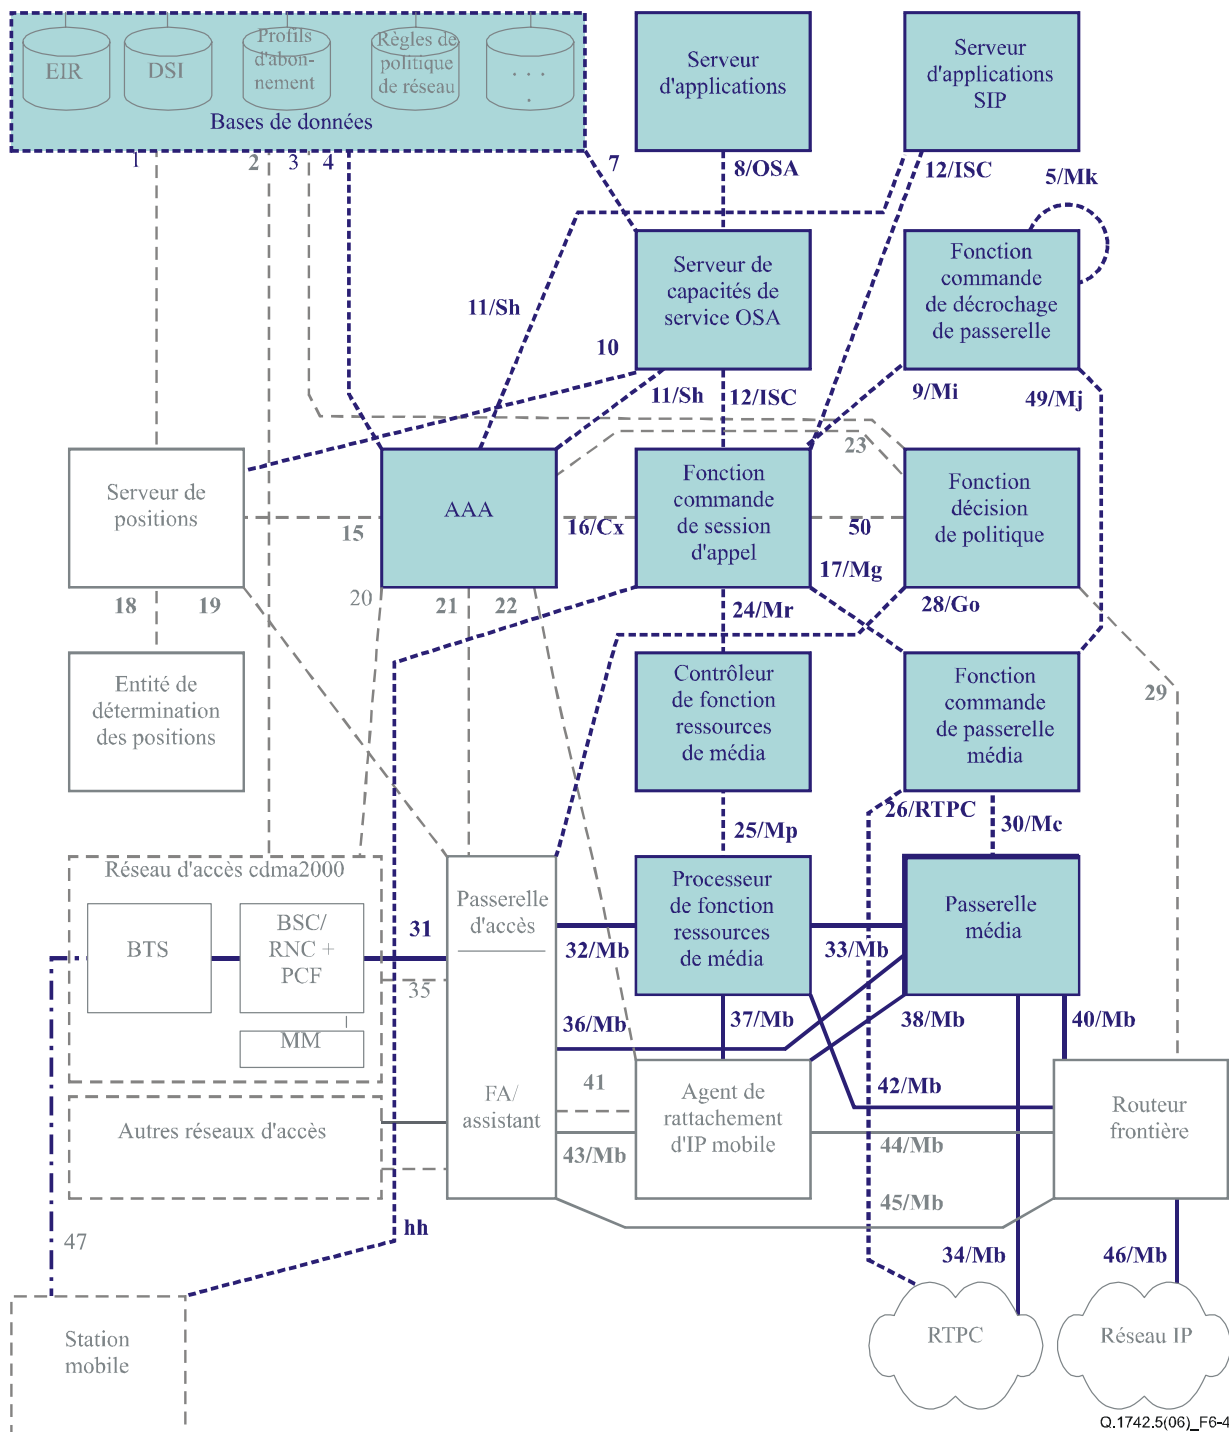 EIR
DSI
Profils
d'abon-
nement
Règles de
politique
de réseau
. . .
.
Bases de données
Serveur
d'applications
Serveur
d'applications
SIP
1
2
3
4
7
8/OSA
12/ISC
5/Mk
Serveur de
capacités de
service OSA
Fonction
commande
de décrochage
de passerelle
11/Sh
10
11/Sh
12/ISC
9/Mi
49/Mj
23
Serveur de
positions
15
AAA
16/Cx
Fonction
commande
de session
d'appel
50
Fonction
décision
de politique
17/Mg
18
19
20
21
22
24/Mr
28/Go
Entité de
détermination
des positions
Contrôleur
de fonction
ressources
de média
Fonction
commande
de passerelle
média
29
26/RTPC
25/Mp
30/Mc
Réseau d'accès cdma2000
BTS
BSC/
RNC +
PCF
MM
31
35
Passerelle
d'accès
32/Mb
Processeur
de fonction
ressources
de média
33/Mb
Passerelle
média
36/Mb
37/Mb
38/Mb
40/Mb
Autres réseaux d'accès
FA/
assistant
41
43/Mb
Agent de
rattachement
d'IP mobile
42/Mb
44/Mb
Routeur
frontière
45/Mb
47
hh
34/Mb
46/Mb
Station
mobile
RTPC
Réseau IP
Q.1742.5(06)_F6-4